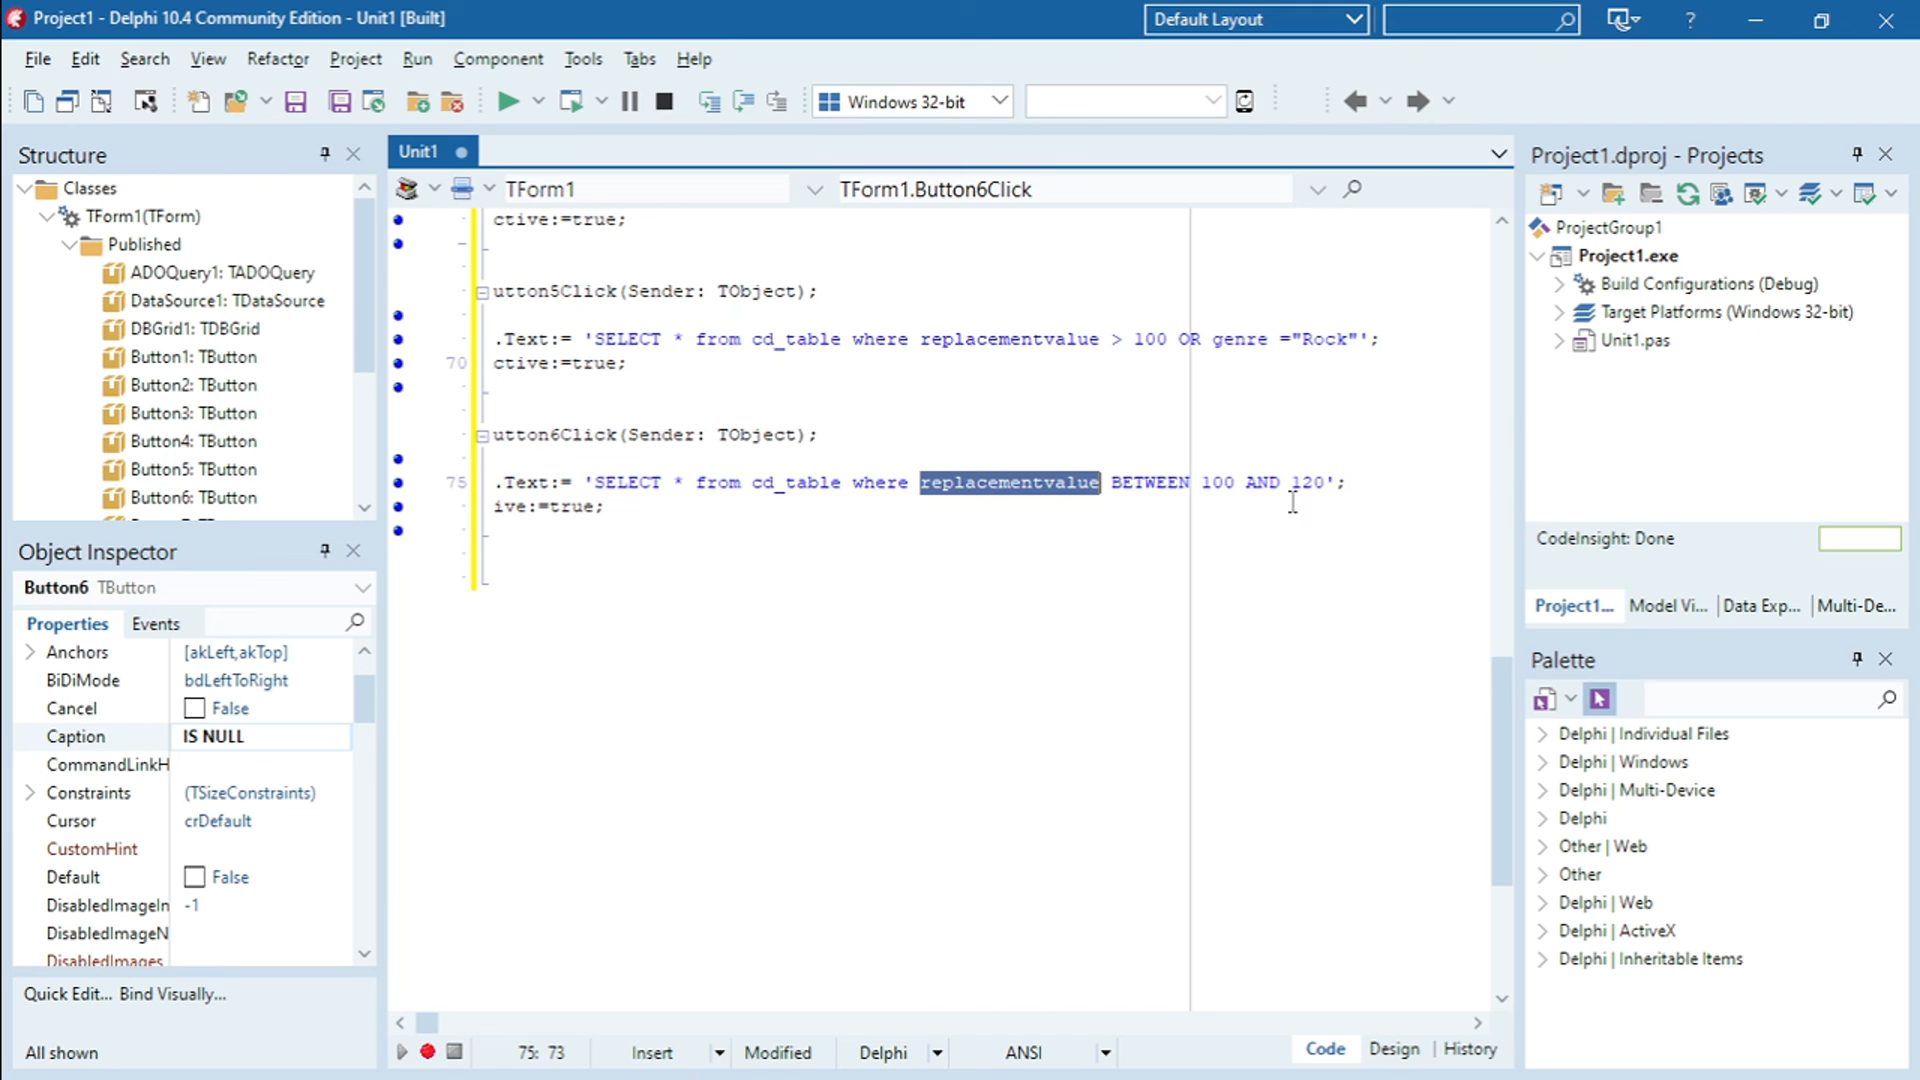 Project1 - Delphi 10.4 Community Edition - Unit1 [Built]
Default Layout
?
File Edit Search View Refactor Project Run Component Tools Tabs Help
Windows 32-bit
Structure
Classes
TForm1(TForm)
Published
ADOQuery1: TADOQuery
DataSource1: TDataSource
DBGrid1: TDBGrid
Button1: TButton
Button2: TButton
Button3: TButton
Button4: TButton
Button5: TButton
Button6: TButton
Object Inspector
Button6 TButton
Properties Events
Anchors [akLeft,akTop]
BiDiMode bdLeftToRight
Cancel False
Caption IS NULL
CommandLinkH
Constraints (TSizeConstraints)
Cursor crDefault
CustomHint
Default False
DisabledImageIn -1
DisabledImageN
DisabledImages
Quick Edit... Bind Visually...
All shown
Unit1
TForm1 TForm1.Button6Click
ctive:=true;
utton5Click(Sender: TObject);
.Text:= 'SELECT * from cd_table where replacementvalue > 100 OR genre ="Rock"';
70 ctive:=true;
utton6Click(Sender: TObject);
75 .Text:= 'SELECT * from cd_table where replacementvalue BETWEEN 100 AND 120';
ive:=true;
75: 73 Insert Modified Delphi ANSI Code Design History
Project1.dproj - Projects
ProjectGroup1
Project1.exe
Build Configurations (Debug)
Target Platforms (Windows 32-bit)
Unit1.pas
CodeInsight: Done
Project1... Model Vi... Data Exp... Multi-De...
Palette
Delphi | Individual Files
Delphi | Windows
Delphi | Multi-Device
Delphi
Other | Web
Other
Delphi | Web
Delphi | ActiveX
Delphi | Inheritable Items